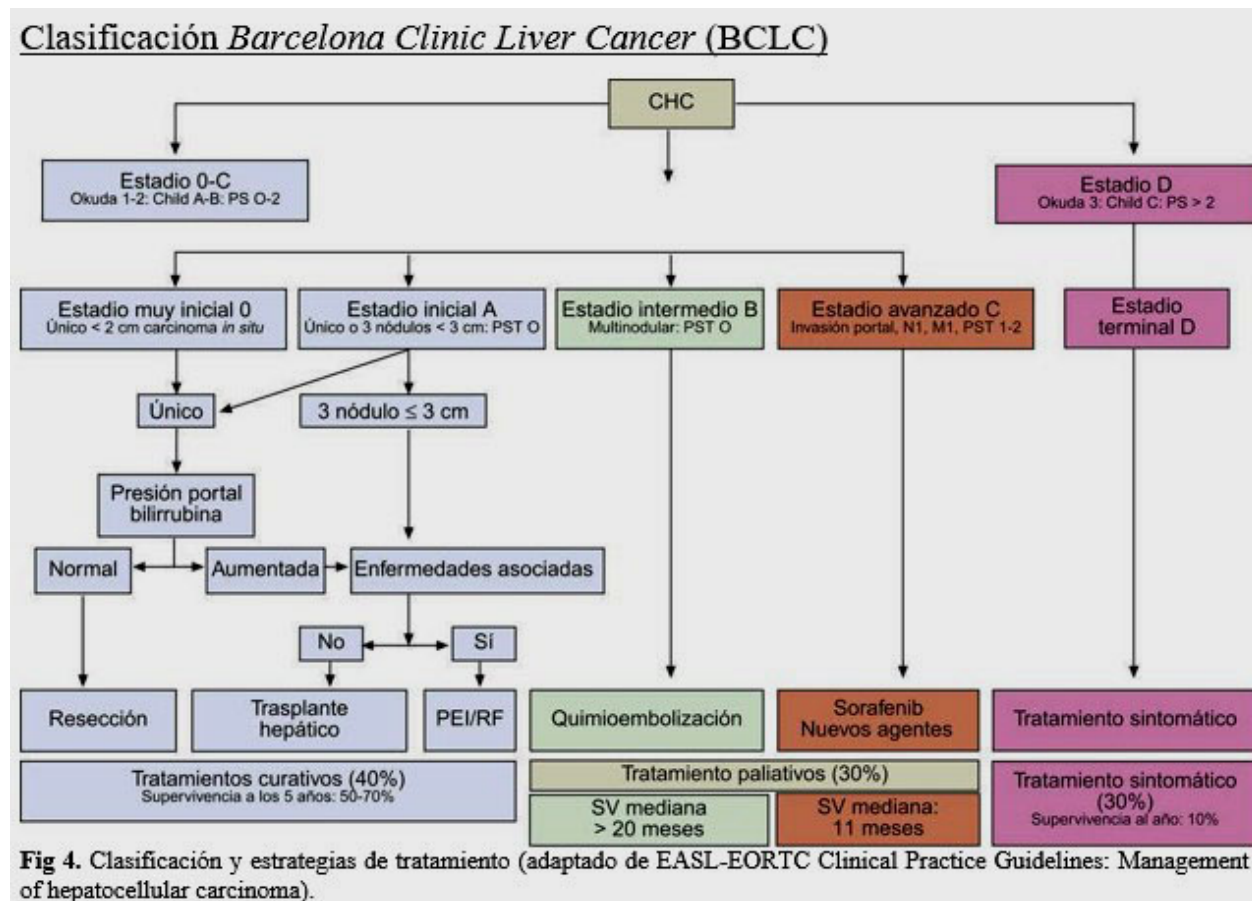 Clasificación Barcelona Clinic Liver Cancer (BCLC)
CHC
Estadio 0-C
Okuda 1-2: Child A-B: PS O-2
Estadio D
Okuda 3: Child C: PS > 2
Estadio muy inicial 0
Único < 2 cm carcinoma in situ
Estadio inicial A
Único o 3 nódulos < 3 cm: PST O
Estadio intermedio B
Multinodular: PST O
Estadio avanzado C
Invasión portal, N1, M1, PST 1-2
Estadio
terminal D
Único
3 nódulo ≤ 3 cm
Presión portal
bilirrubina
Normal
Aumentada
Enfermedades asociadas
No
Sí
Resección
Trasplante
hepático
PEI/RF
Quimioembolización
Sorafenib
Nuevos agentes
Tratamiento sintomático
Tratamientos curativos (40%)
Supervivencia a los 5 años: 50-70%
Tratamiento paliativos (30%)
SV mediana
> 20 meses
SV mediana:
11 meses
Tratamiento sintomático
(30%)
Supervivencia al año: 10%
Fig 4. Clasificación y estrategias de tratamiento (adaptado de EASL-EORTC Clinical Practice Guidelines: Management
of hepatocellular carcinoma).